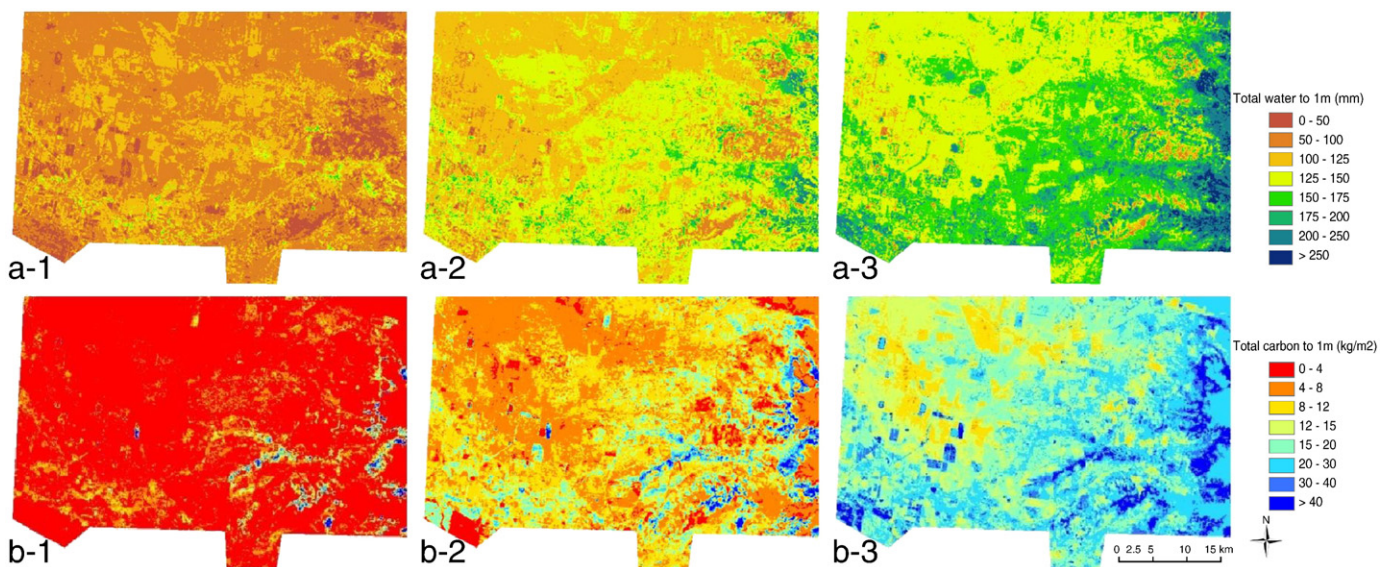 a-1
a-2
a-3
Total water to 1m (mm)
0 - 50
50 - 100
100 - 125
125 - 150
150 - 175
175 - 200
200 - 250
> 250
b-1
b-2
b-3
Total carbon to 1m (kg/m2)
0 - 4
4 - 8
8 - 12
12 - 15
15 - 20
20 - 30
30 - 40
> 40
N
0 2.5 5 10 15 km